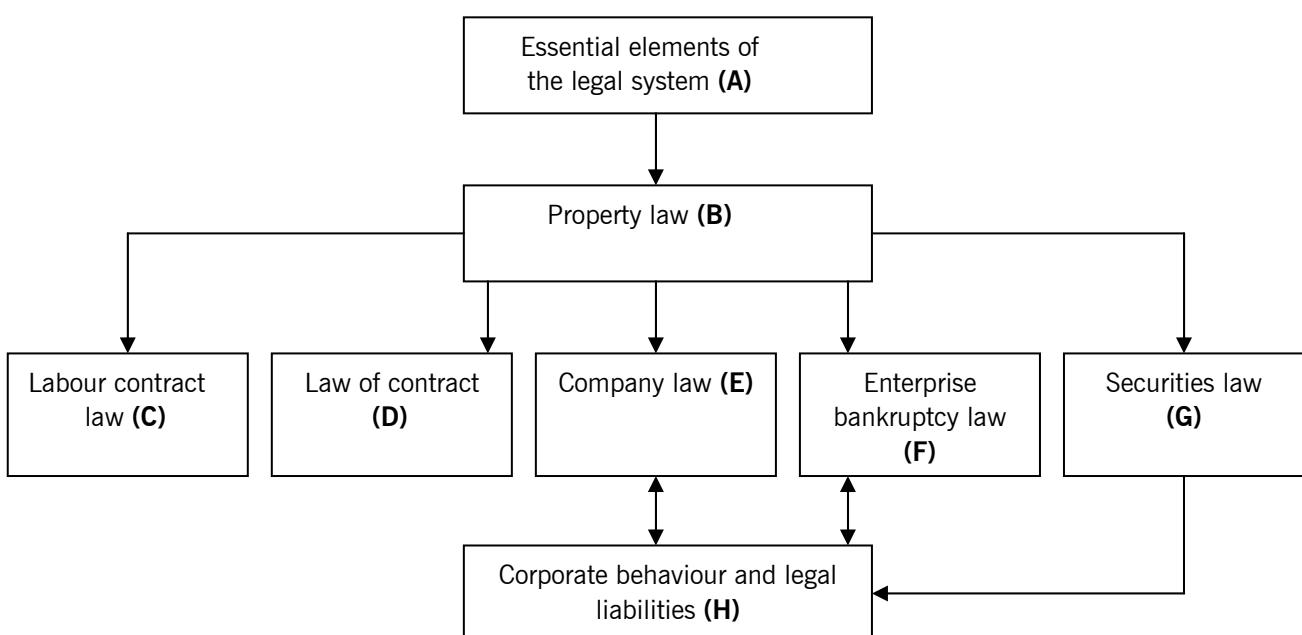 Essential elements of
the legal system (A)
Property law (B)
Labour contract
law (C)
Law of contract
(D)
Company law (E)
Enterprise
bankruptcy law
(F)
Securities law
(G)
Corporate behaviour and legal
liabilities (H)